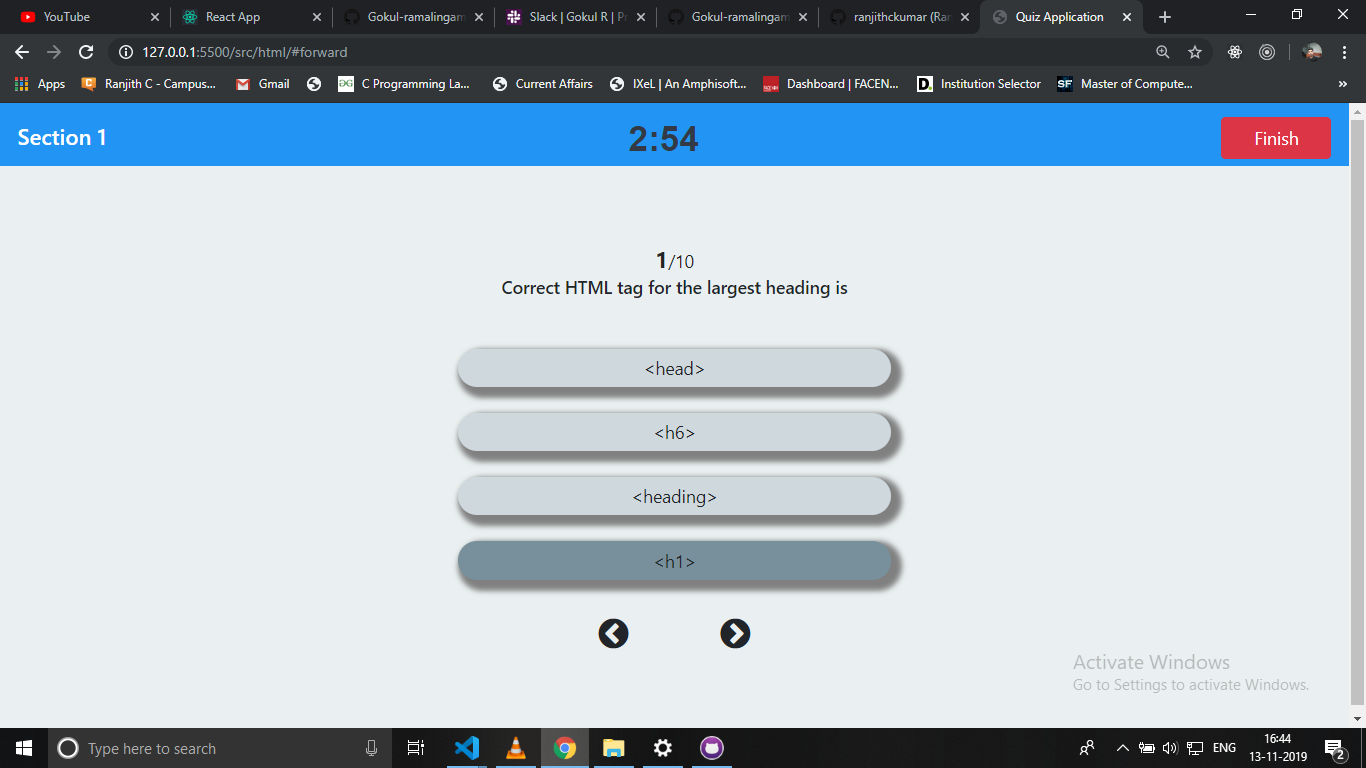 YouTube
React App
Gokul-ramalingam
Slack | Gokul R | Pr
Gokul-ramalingam
ranjithckumar (Ran
Quiz Application
127.0.0.1:5500/src/html/#forward
Apps
Ranjith C - Campus...
Gmail
C Programming La...
Current Affairs
IXeL | An Amphisoft...
Dashboard | FACEN...
Institution Selector
Master of Compute...
Section 1
2:54
Finish
1/10
Correct HTML tag for the largest heading is
<head>
<h6>
<heading>
<h1>
Activate Windows
Go to Settings to activate Windows.
Type here to search
ENG
16:44
13-11-2019
2